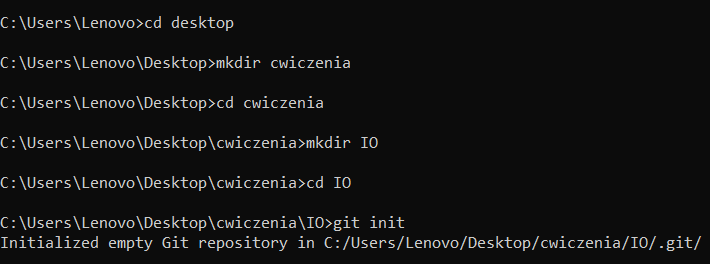 C:\Users\Lenovo>cd desktop
C:\Users\Lenovo\Desktop>mkdir cwiczenia
C:\Users\Lenovo\Desktop>cd cwiczenia
C:\Users\Lenovo\Desktop\cwiczenia>mkdir IO
C:\Users\Lenovo\Desktop\cwiczenia>cd IO
C:\Users\Lenovo\Desktop\cwiczenia\IO>git init
Initialized empty Git repository in C:/Users/Lenovo/Desktop/cwiczenia/IO/.git/